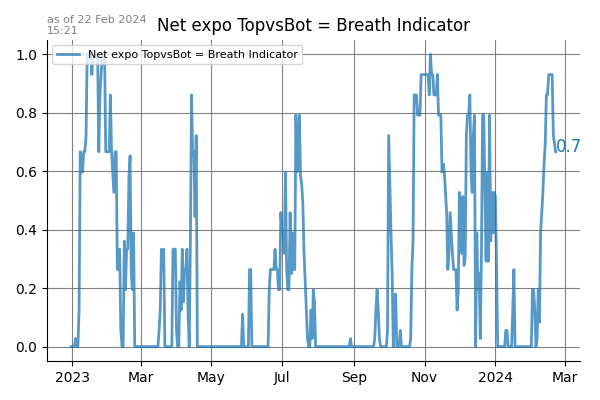 as of 22 Feb 2024
15:21
Net expo TopvsBot = Breath Indicator
Net expo TopvsBot = Breath Indicator
1.0
0.8
0.7
0.6
0.4
0.2
0.0
2023 Mar May Jul Sep Nov 2024 Mar